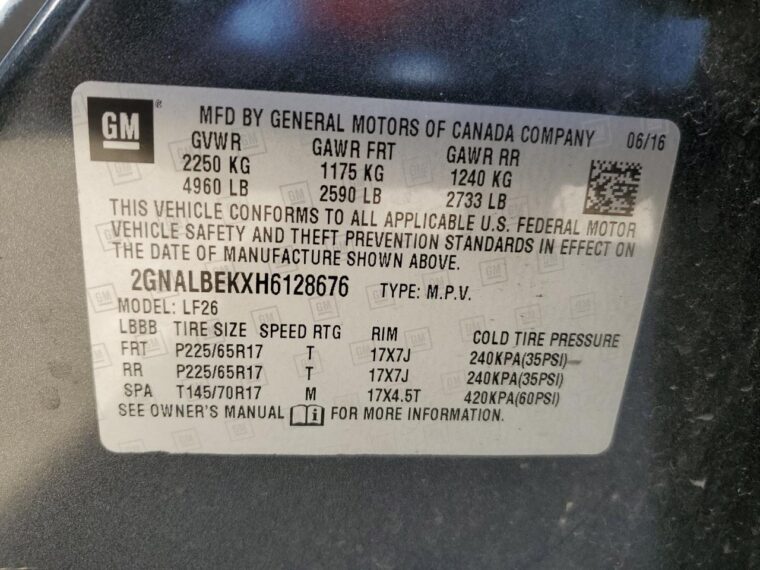 GM ® MFD BY GENERAL MOTORS OF CANADA COMPANY 06/16
GVWR GAWR FRT GAWR RR
2250 KG 1175 KG 1240 KG
4960 LB 2590 LB 2733 LB
THIS VEHICLE CONFORMS TO ALL APPLICABLE U.S. FEDERAL MOTOR
VEHICLE SAFETY AND THEFT PREVENTION STANDARDS IN EFFECT ON
THE DATE OF MANUFACTURE SHOWN ABOVE.
2GNALBEKXH6128676 TYPE: M.P.V.
MODEL: LF26
LBBB TIRE SIZE SPEED RTG RIM COLD TIRE PRESSURE
FRT P225/65R17 T 17X7J 240KPA(35PSI)
RR P225/65R17 T 17X7J 240KPA(35PSI)
SPA T145/70R17 M 17X4.5T 420KPA(60PSI)
SEE OWNER'S MANUAL i FOR MORE INFORMATION.